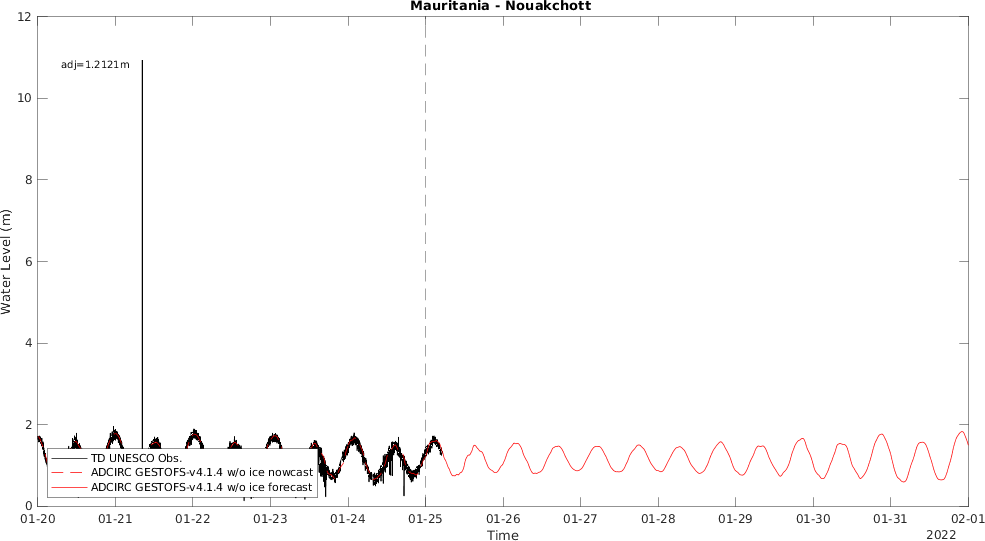 Mauritania - Nouakchott
12
adj=1.2121m
10
8
6
4
2
0
Water Level (m)
TD UNESCO Obs.
ADCIRC GESTOFS-v4.1.4 w/o ice nowcast
ADCIRC GESTOFS-v4.1.4 w/o ice forecast
01-20 01-21 01-22 01-23 01-24 01-25 01-26 01-27 01-28 01-29 01-30 01-31 02-01
Time
2022